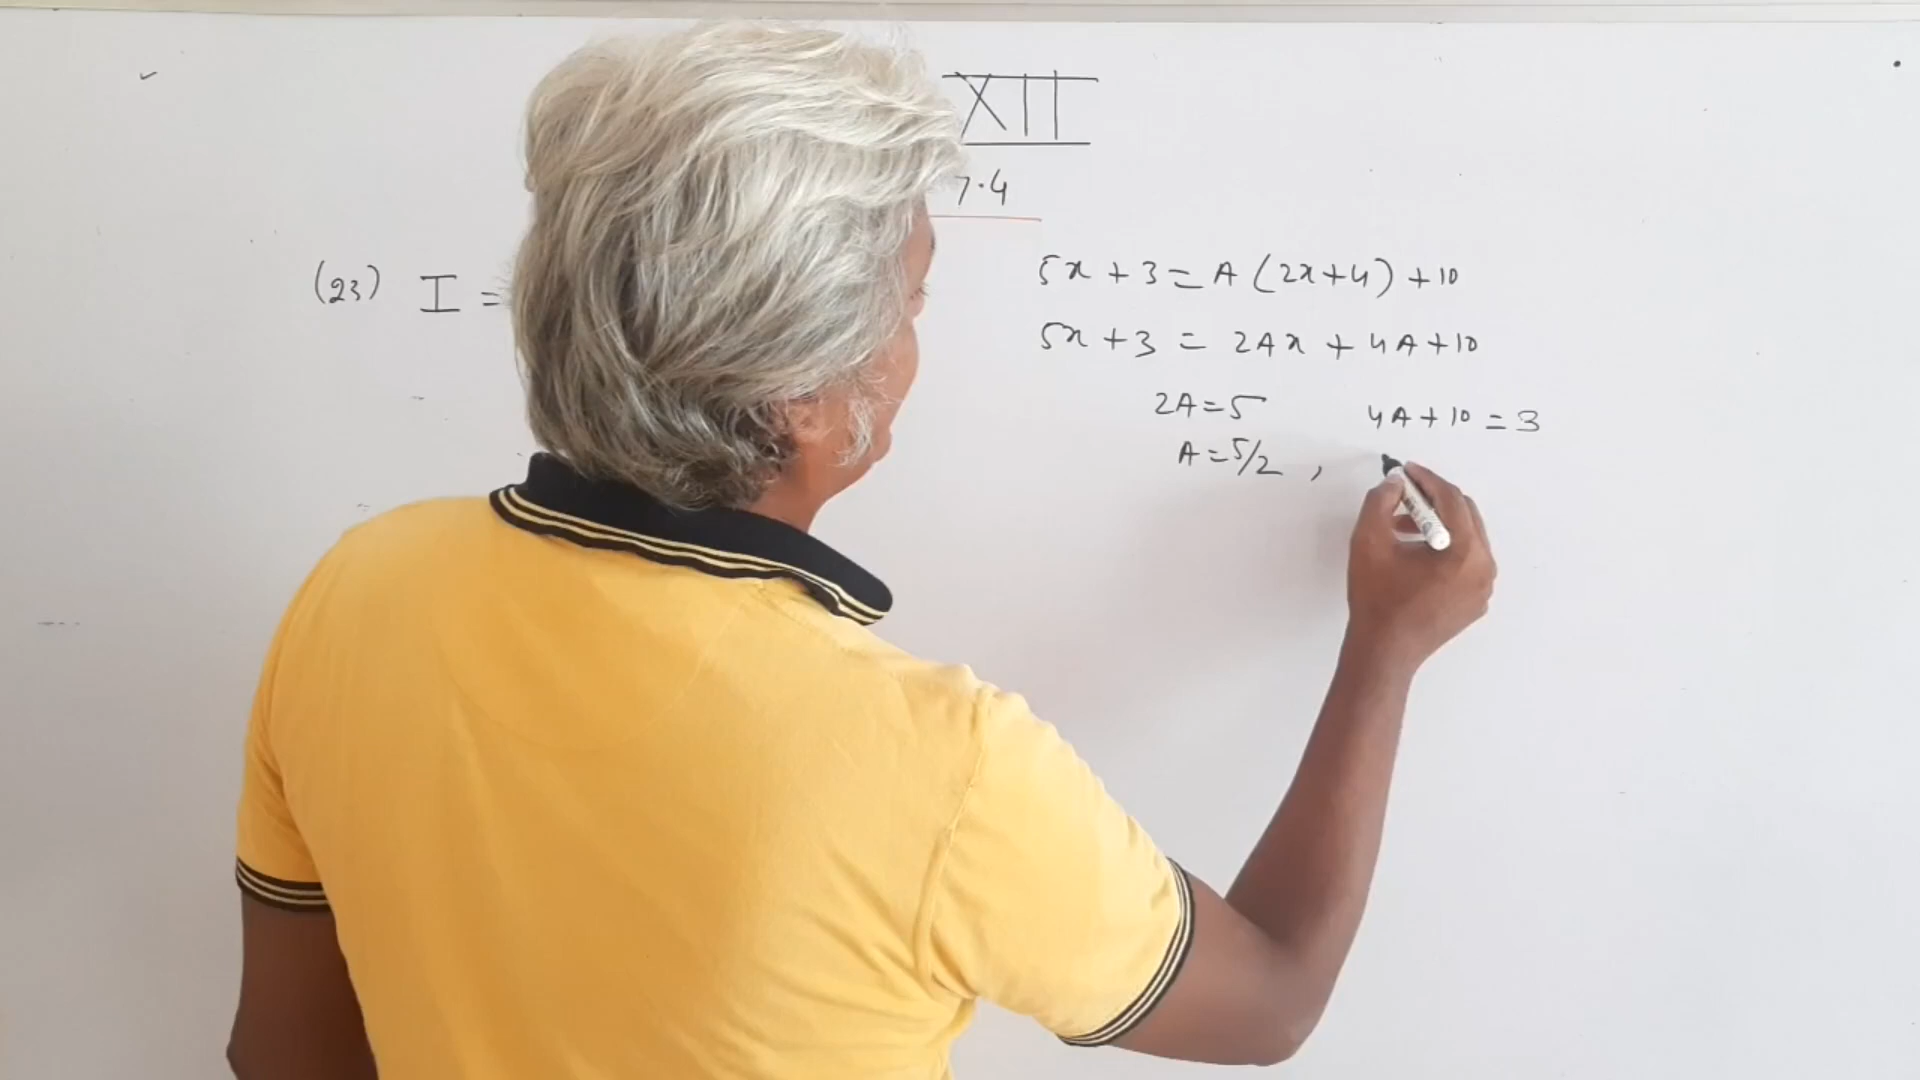 XII
7.4
(23) I =
5x + 3 = A (2x+4) + 10
5x + 3 = 2Ax + 4A + 10
2A = 5
4A + 10 = 3
A = 5/2 ,